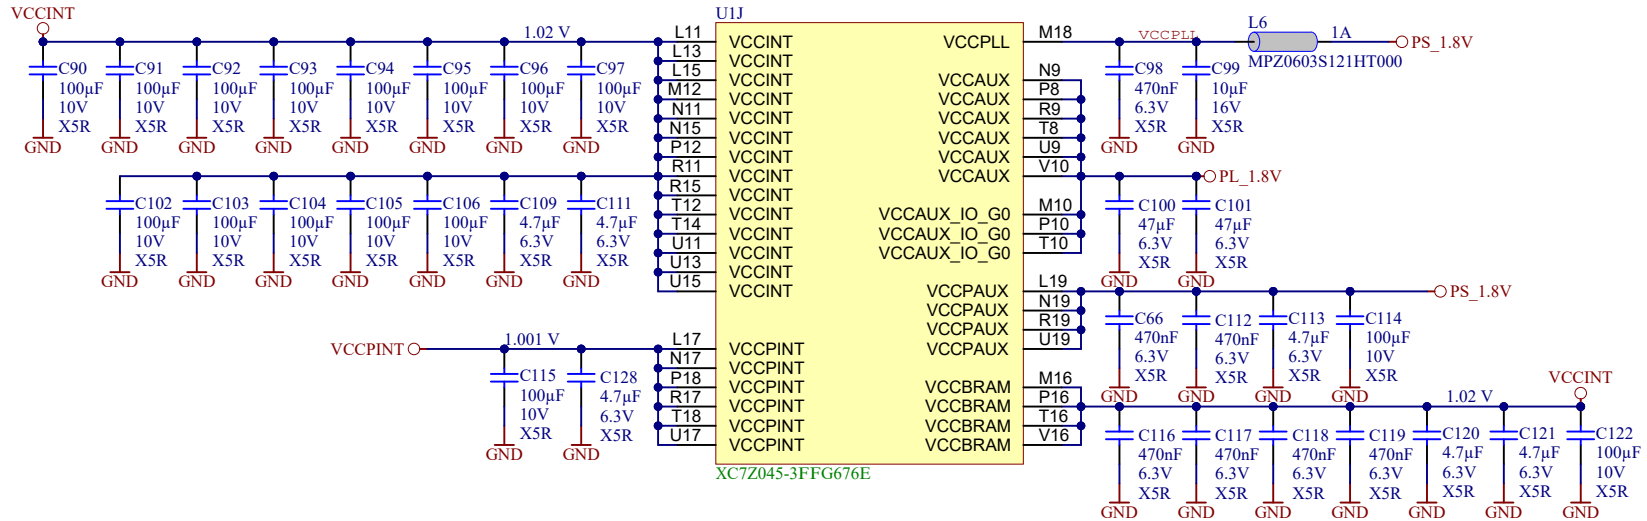 VCCINT
1.02 V
C90
100µF
10V
X5R
GND
C91
100µF
10V
X5R
GND
C92
100µF
10V
X5R
GND
C93
100µF
10V
X5R
GND
C94
100µF
10V
X5R
GND
C95
100µF
10V
X5R
GND
C96
100µF
10V
X5R
GND
C97
100µF
10V
X5R
GND
C102
100µF
10V
X5R
GND
C103
100µF
10V
X5R
GND
C104
100µF
10V
X5R
GND
C105
100µF
10V
X5R
GND
C106
100µF
10V
X5R
GND
C109
4.7µF
6.3V
X5R
GND
C111
4.7µF
6.3V
X5R
GND
VCCPINT
1.001 V
C115
100µF
10V
X5R
GND
C128
4.7µF
6.3V
X5R
GND
U1J
L11 VCCINT
L13 VCCINT
L15 VCCINT
M12 VCCINT
N11 VCCINT
N15 VCCINT
P12 VCCINT
R11 VCCINT
R15 VCCINT
T12 VCCINT
T14 VCCINT
U11 VCCINT
U13 VCCINT
U15 VCCINT
L17 VCCPINT
N17 VCCPINT
P18 VCCPINT
R17 VCCPINT
T18 VCCPINT
U17 VCCPINT
VCCPLL M18
VCCAUX N9
VCCAUX P8
VCCAUX R9
VCCAUX T8
VCCAUX U9
VCCAUX V10
VCCAUX_IO_G0 M10
VCCAUX_IO_G0 P10
VCCAUX_IO_G0 T10
VCCPAUX L19
VCCPAUX N19
VCCPAUX R19
VCCPAUX U19
VCCBRAM M16
VCCBRAM P16
VCCBRAM T16
VCCBRAM V16
XC7Z045-3FFG676E
VCCPLL
L6
1A
MPZ0603S121HT000
PS_1.8V
C98
470nF
6.3V
X5R
GND
C99
10µF
16V
X5R
GND
PL_1.8V
C100
47µF
6.3V
X5R
GND
C101
47µF
6.3V
X5R
GND
PS_1.8V
C66
470nF
6.3V
X5R
GND
C112
470nF
6.3V
X5R
GND
C113
4.7µF
6.3V
X5R
GND
C114
100µF
10V
X5R
GND
VCCINT
1.02 V
C116
470nF
6.3V
X5R
GND
C117
470nF
6.3V
X5R
GND
C118
470nF
6.3V
X5R
GND
C119
470nF
6.3V
X5R
GND
C120
4.7µF
6.3V
X5R
GND
C121
4.7µF
6.3V
X5R
GND
C122
100µF
10V
X5R
GND